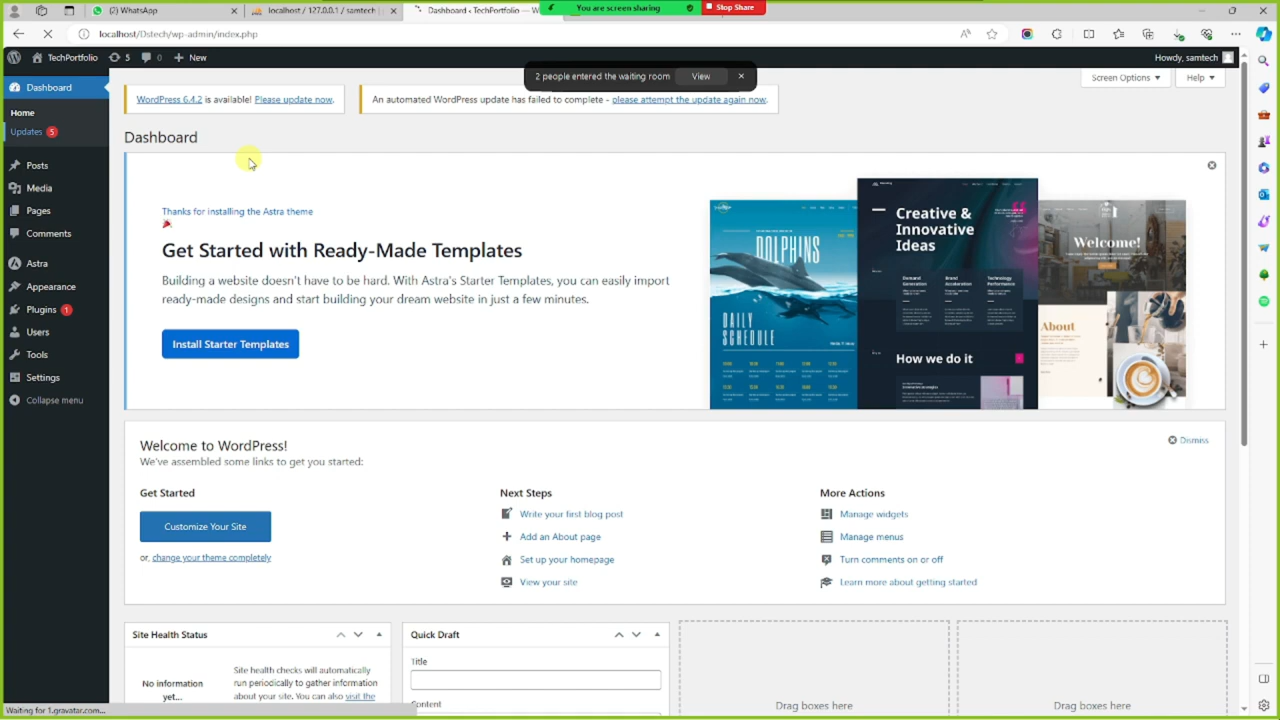 (2) WhatsApp
localhost / 127.0.0.1 / samtech |
Dashboard ‹ TechPortfolio — W
You are screen sharing
Stop Share
localhost/Dstech/wp-admin/index.php
TechPortfolio
5
0
New
Howdy, samtech
2 people entered the waiting room
View
Screen Options
Help
Dashboard
Home
Updates 5
Posts
Media
Pages
Comments
Astra
Appearance
Plugins 1
Users
Tools
Settings
Collapse menu
WordPress 6.4.2 is available! Please update now.
An automated WordPress update has failed to complete - please attempt the update again now.
Dashboard
Thanks for installing the Astra theme
Get Started with Ready-Made Templates
Building a website doesn't have to be hard. With Astra's Starter Templates, you can easily import
ready-made designs and start building your dream website in just a few minutes.
Install Starter Templates
DOLPHINS
DAILY
SCHEDULE
Creative &
Innovative
Ideas
Demand
Generation
Brand
Acceleration
Technology
Performance
How we do it
Welcome!
About
Welcome to WordPress!
We've assembled some links to get you started:
Dismiss
Get Started
Customize Your Site
or, change your theme completely
Next Steps
Write your first blog post
Add an About page
Set up your homepage
View your site
More Actions
Manage widgets
Manage menus
Turn comments on or off
Learn more about getting started
Site Health Status
No information
yet...
Site health checks will automatically
run periodically to gather information
about your site. You can also visit the
Quick Draft
Title
Content
Drag boxes here
Drag boxes here
Waiting for 1.gravatar.com...